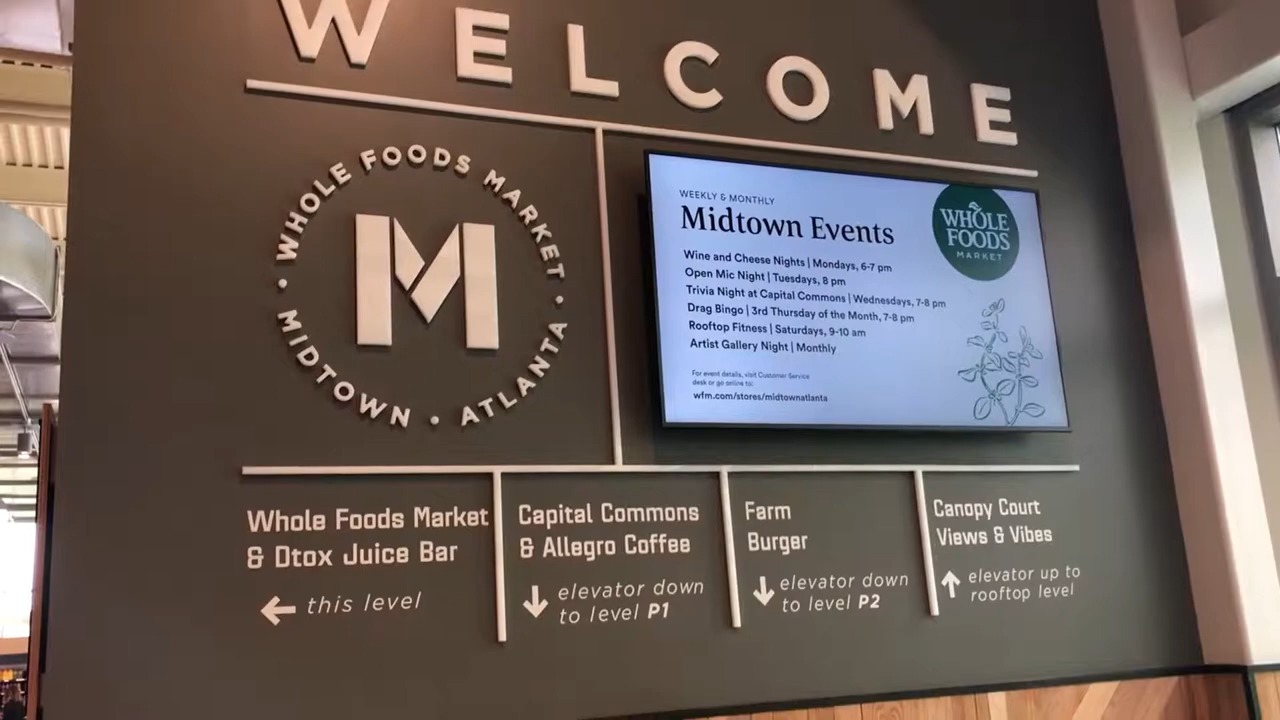 WELCOME
WHOLE FOODS MARKET
M
MIDTOWN • ATLANTA
WEEKLY & MONTHLY
Midtown Events
Wine and Cheese Nights | Mondays, 6-7 pm
Open Mic Night | Tuesdays, 8 pm
Trivia Night at Capital Commons | Wednesdays, 7-8 pm
Drag Bingo | 3rd Thursday of the Month, 7-8 pm
Rooftop Fitness | Saturdays, 9-10 am
Artist Gallery Night | Monthly
For event details, visit Customer Service
desk or go online to:
wfm.com/stores/midtownatlanta
WHOLE
FOODS
MARKET
Whole Foods Market
& Dtox Juice Bar
← this level
Capital Commons
& Allegro Coffee
↓ elevator down
to level P1
Farm
Burger
↓ elevator down
to level P2
Canopy Court
Views & Vibes
↑ elevator up to
rooftop level